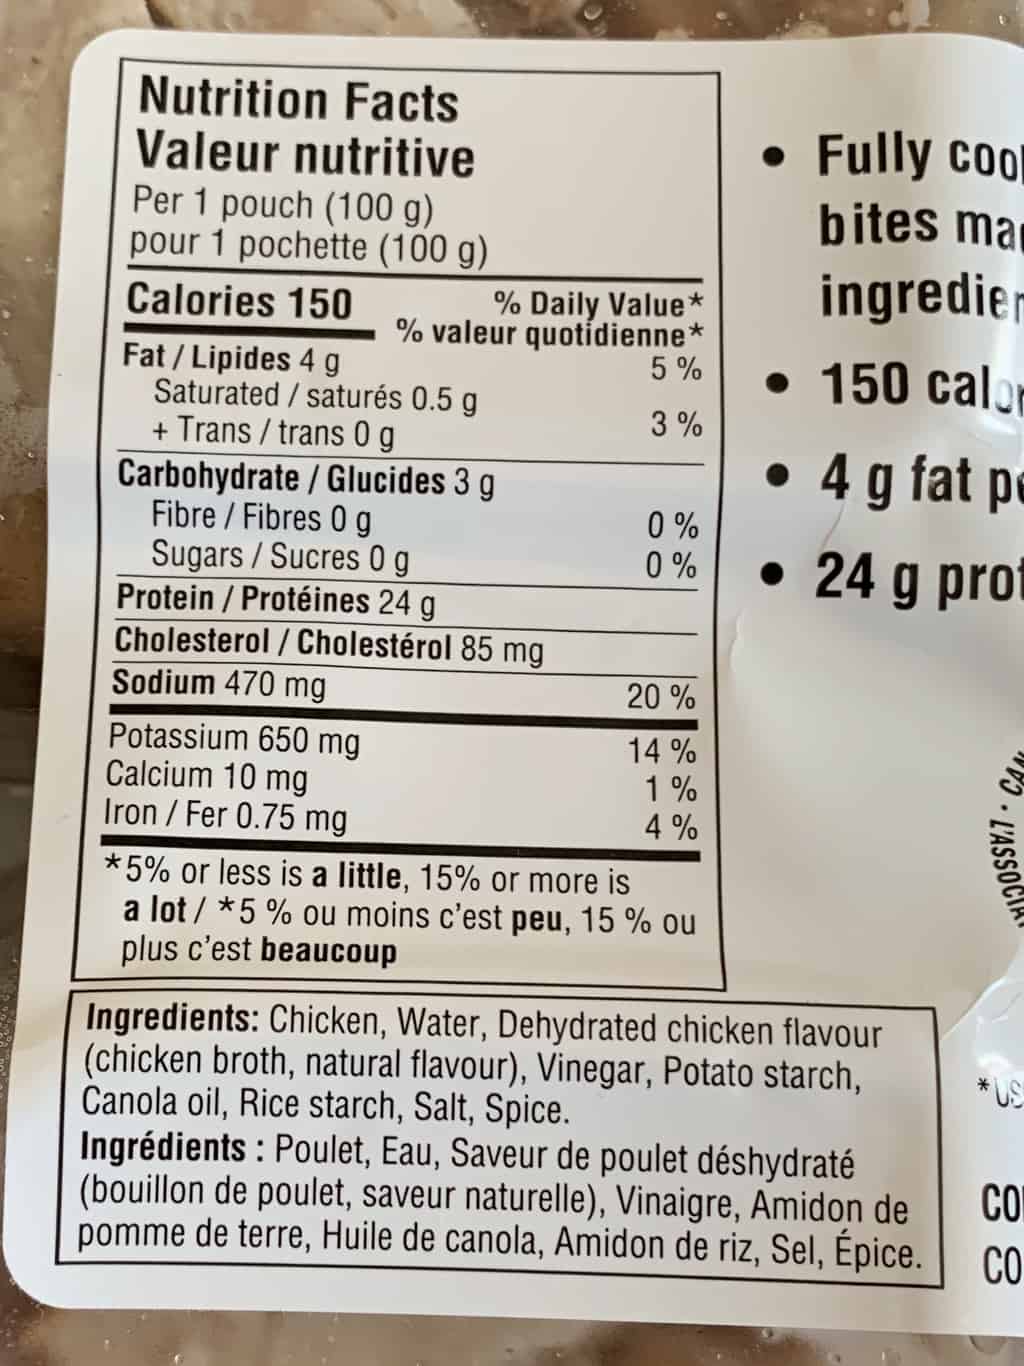 Nutrition Facts
Valeur nutritive
Per 1 pouch (100 g)
pour 1 pochette (100 g)
Calories 150
% Daily Value*
% valeur quotidienne*
Fat / Lipides 4 g 5 %
Saturated / saturés 0.5 g
+ Trans / trans 0 g 3 %
Carbohydrate / Glucides 3 g
Fibre / Fibres 0 g 0 %
Sugars / Sucres 0 g 0 %
Protein / Protéines 24 g
Cholesterol / Cholestérol 85 mg
Sodium 470 mg 20 %
Potassium 650 mg 14 %
Calcium 10 mg 1 %
Iron / Fer 0.75 mg 4 %
*5% or less is a little, 15% or more is
a lot / *5 % ou moins c'est peu, 15 % ou
plus c'est beaucoup
Ingredients: Chicken, Water, Dehydrated chicken flavour
(chicken broth, natural flavour), Vinegar, Potato starch,
Canola oil, Rice starch, Salt, Spice.
Ingrédients : Poulet, Eau, Saveur de poulet déshydraté
(bouillon de poulet, saveur naturelle), Vinaigre, Amidon de
pomme de terre, Huile de canola, Amidon de riz, Sel, Épice.
• Fully
bites
• 150
• 4 g fat
• 24 g